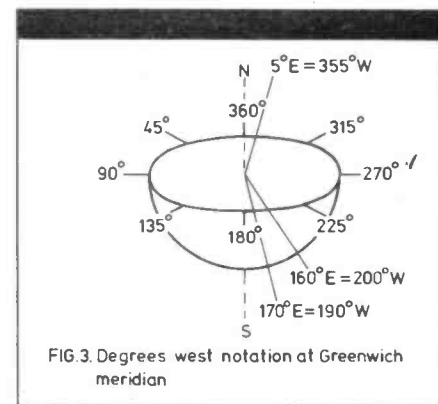 5°E=355°W
N
360°
45°
315°
90°
270°
135°
180°
225°
160°E=200°W
170°E=190°W
S
FIG.3. Degrees west notation at Greenwich
meridian